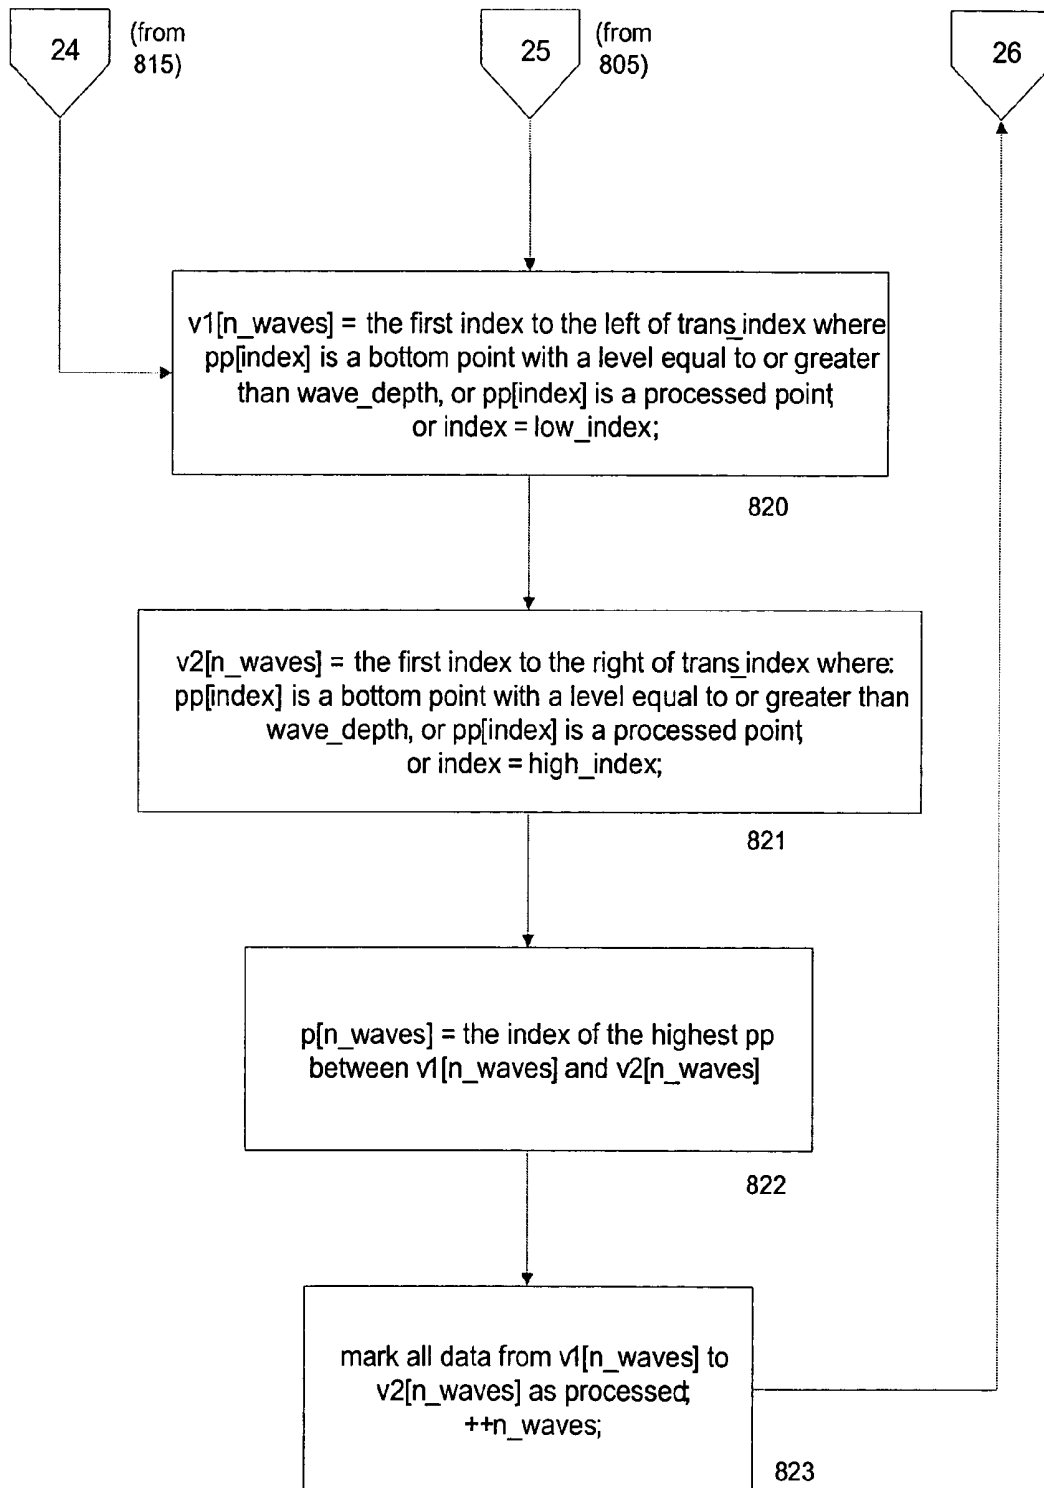 24
(from
815)
25
(from
805)
26
v1[n_waves] = the first index to the left of trans_index where
pp[index] is a bottom point with a level equal to or greater
than wave_depth, or pp[index] is a processed point,
or index = low_index;
820
v2[n_waves] = the first index to the right of trans_index where:
pp[index] is a bottom point with a level equal to or greater than
wave_depth, or pp[index] is a processed point,
or index = high_index;
821
p[n_waves] = the index of the highest pp
between v1[n_waves] and v2[n_waves]
822
mark all data from v1[n_waves] to
v2[n_waves] as processed;
++n_waves;
823